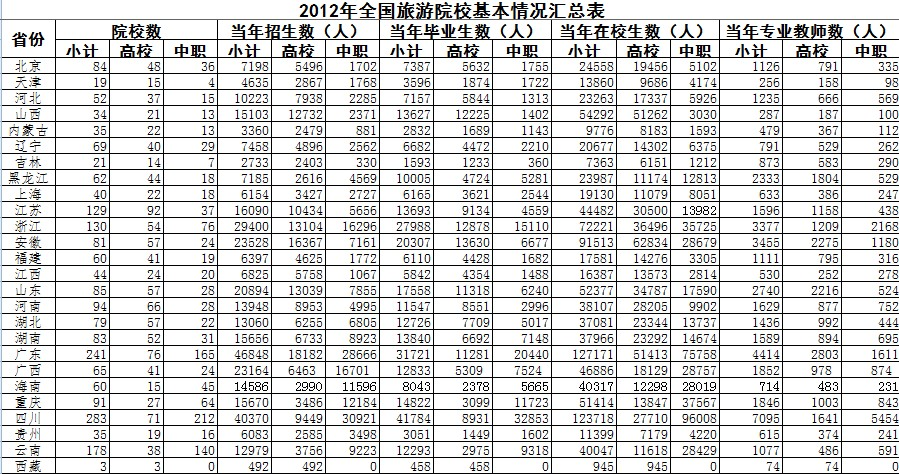 2012年全国旅游院校基本情况汇总表
省份 院校数 当年招生数（人） 当年毕业生数（人） 当年在校生数（人） 当年专业教师数（人）
小计 高校 中职 小计 高校 中职 小计 高校 中职 小计 高校 中职 小计 高校 中职
北京 84 48 36 7198 5496 1702 7387 5632 1755 24558 19456 5102 1126 791 335
天津 19 15 4 4635 2867 1768 3596 1874 1722 13860 9686 4174 256 158 98
河北 52 37 15 10223 7938 2285 7157 5844 1313 23263 17337 5926 1235 666 569
山西 34 21 13 15103 12732 2371 13627 12225 1402 54292 51262 3030 287 187 100
内蒙古 35 22 13 3360 2479 881 2832 1689 1143 9776 8183 1593 479 367 112
辽宁 69 40 29 7458 4896 2562 6682 4472 2210 20677 14302 6375 791 529 262
吉林 21 14 7 2733 2403 330 1593 1233 360 7363 6151 1212 873 583 290
黑龙江 62 44 18 7185 2616 4569 10005 4724 5281 23987 11174 12813 2333 1804 529
上海 40 22 18 6154 3427 2727 6165 3621 2544 19130 11079 8051 633 386 247
江苏 129 92 37 16090 10434 5656 13693 9134 4559 44482 30500 13982 1596 1158 438
浙江 130 54 76 29400 13104 16296 27988 12878 15110 72221 36496 35725 3377 1209 2168
安徽 81 57 24 23528 16367 7161 20307 13630 6677 91513 62834 28679 3455 2275 1180
福建 60 41 19 6397 4625 1772 6110 4428 1682 17581 14276 3305 1111 795 316
江西 44 24 20 6825 5758 1067 5842 4354 1488 16387 13573 2814 530 252 278
山东 85 57 28 20894 13039 7855 17558 11318 6240 52377 34787 17590 2740 2216 524
河南 94 66 28 13948 8953 4995 11547 8551 2996 38107 28205 9902 1629 877 752
湖北 79 57 22 13060 6255 6805 12726 7709 5017 37081 23344 13737 1436 992 444
湖南 83 52 31 15656 6733 8923 13840 6692 7148 37966 23292 14674 1589 894 695
广东 241 76 165 46848 18182 28666 31721 11281 20440 127171 51413 75758 4414 2803 1611
广西 65 41 24 23164 6463 16701 12833 5309 7524 46886 18129 28757 1852 978 874
海南 60 15 45 14586 2990 11596 8043 2378 5665 40317 12298 28019 714 483 231
重庆 91 27 64 15670 3486 12184 14822 3099 11723 51414 13847 37567 1846 1003 843
四川 283 71 212 40370 9449 30921 41784 8931 32853 123718 27710 96008 7095 1641 5454
贵州 35 19 16 6083 2585 3498 3051 1449 1602 11399 7179 4220 615 374 241
云南 178 38 140 12979 3756 9223 12293 2975 9318 40047 11618 28429 1077 486 591
西藏 3 3 0 492 492 0 458 458 0 945 945 0 74 74 0